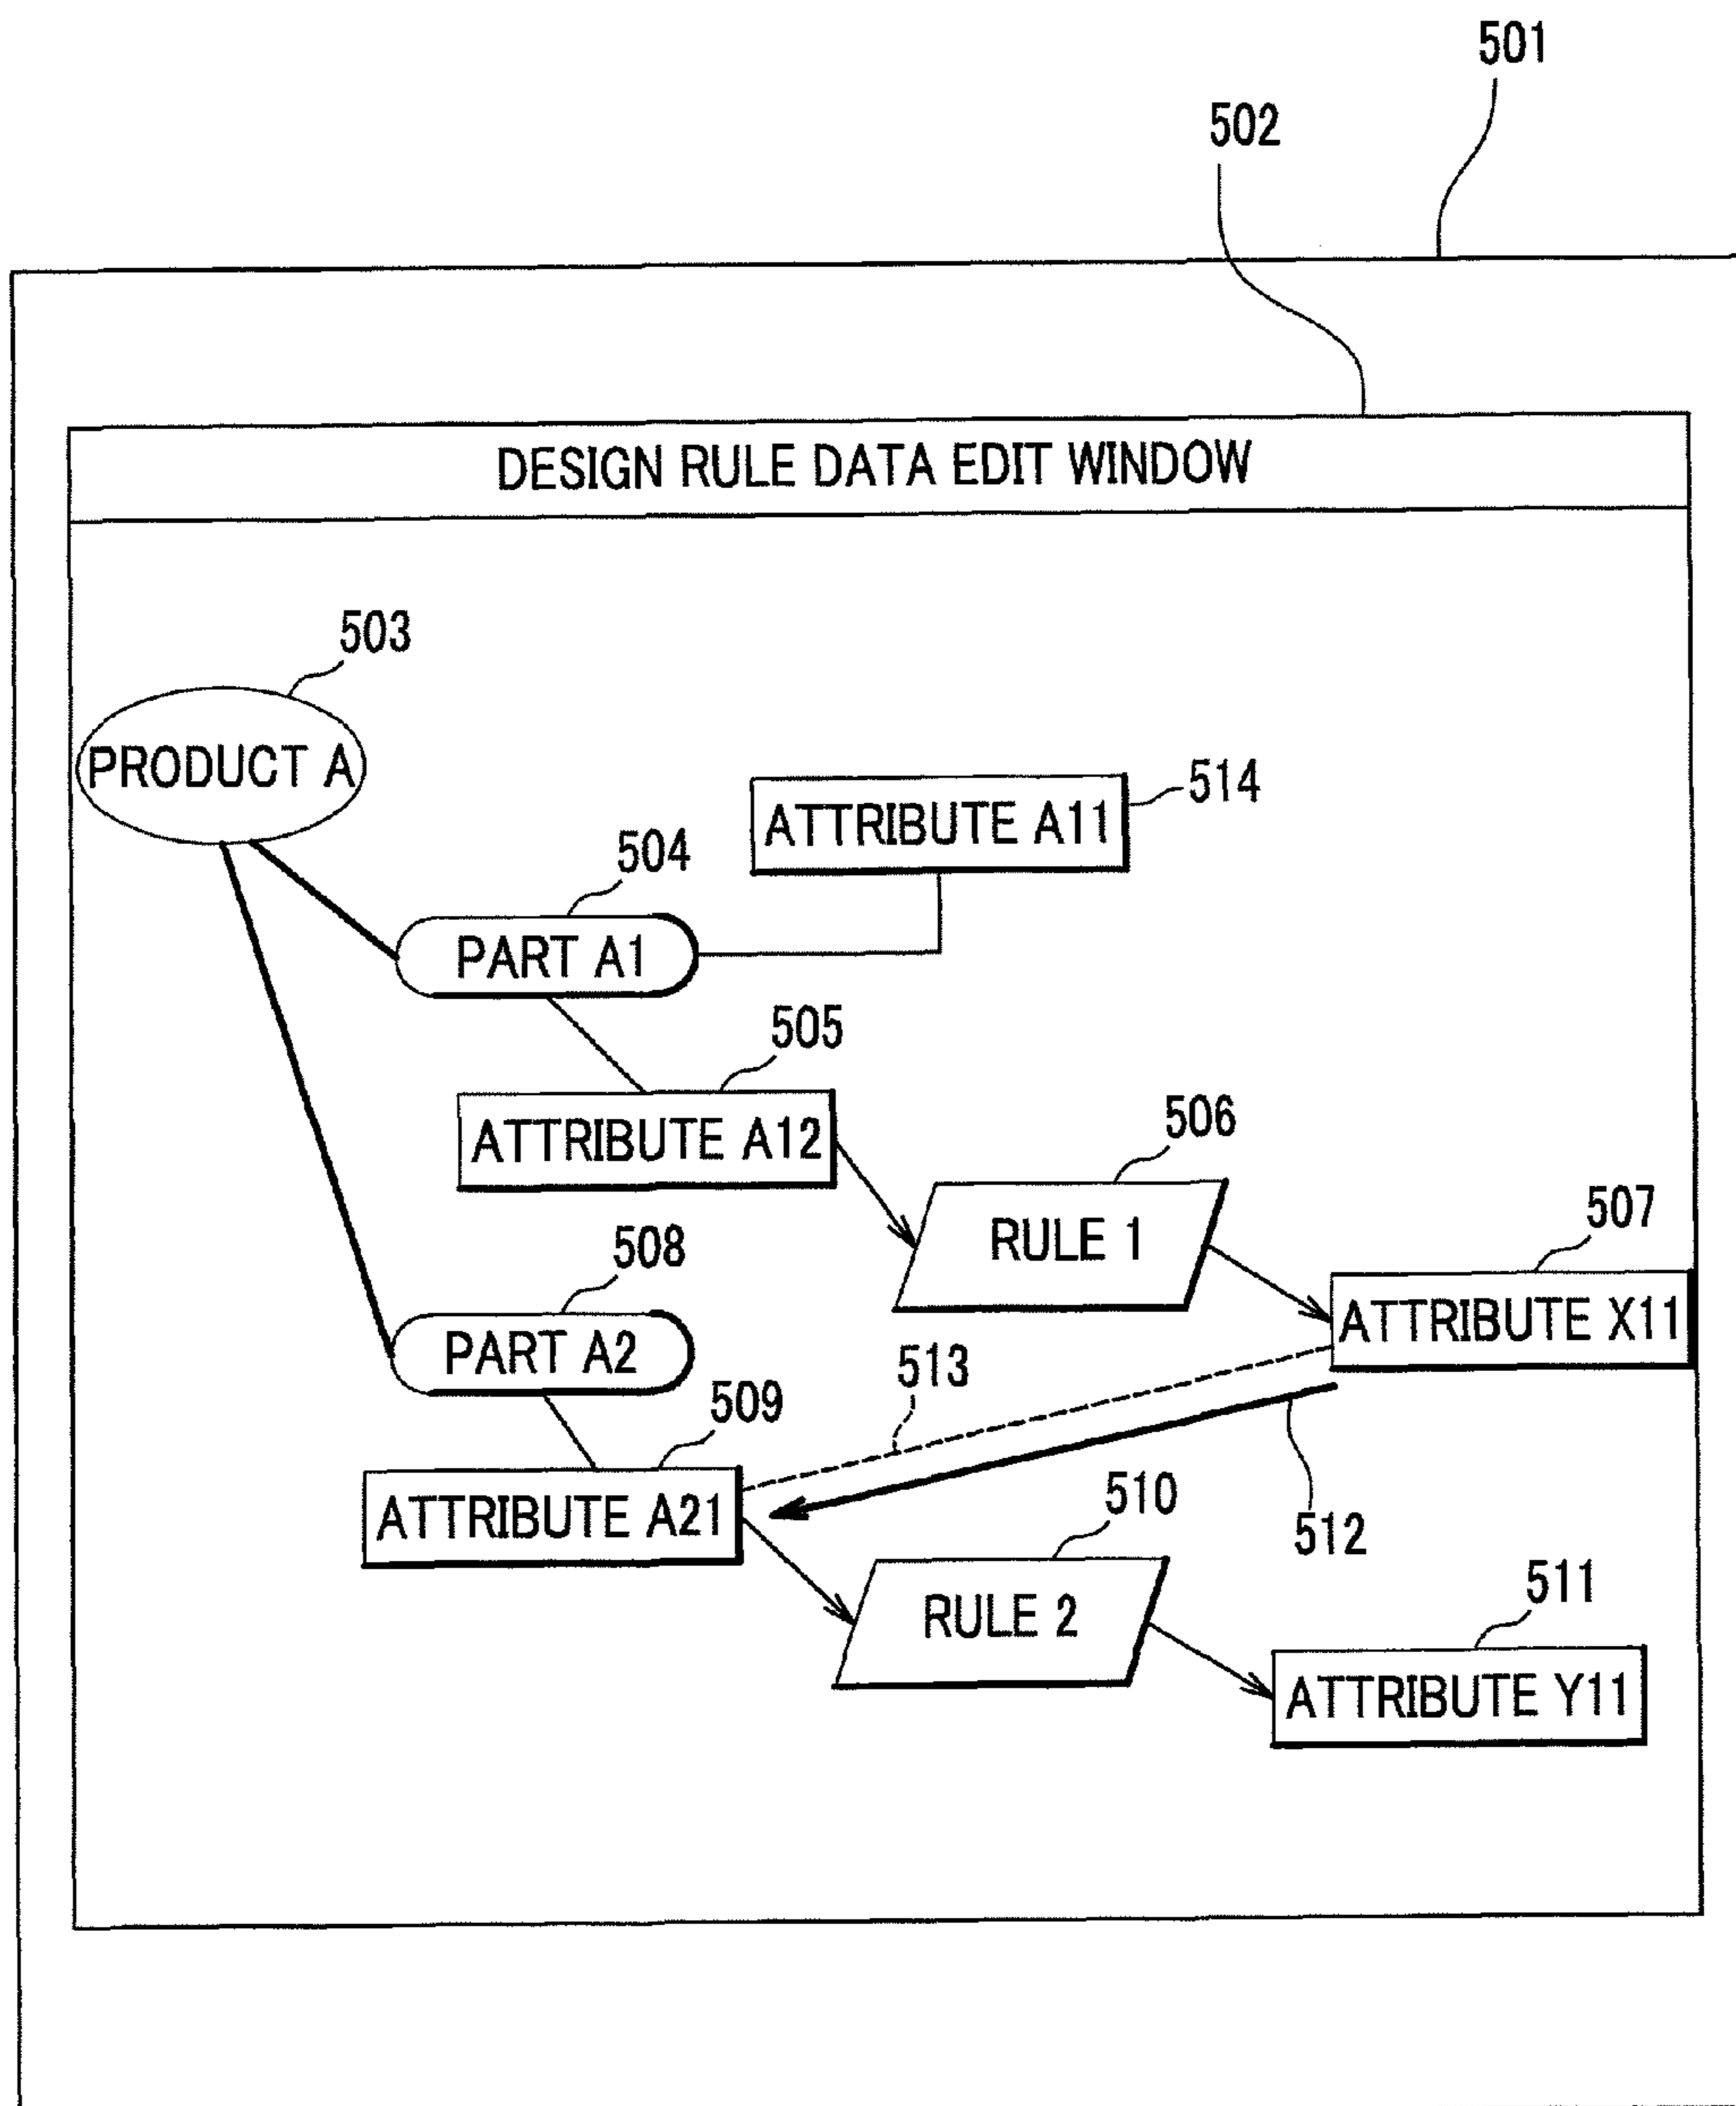 501
502
DESIGN RULE DATA EDIT WINDOW
503
PRODUCT A
ATTRIBUTE A11
514
504
PART A1
505
ATTRIBUTE A12
506
RULE 1
507
ATTRIBUTE X11
508
PART A2
513
509
ATTRIBUTE A21
512
510
RULE 2
511
ATTRIBUTE Y11